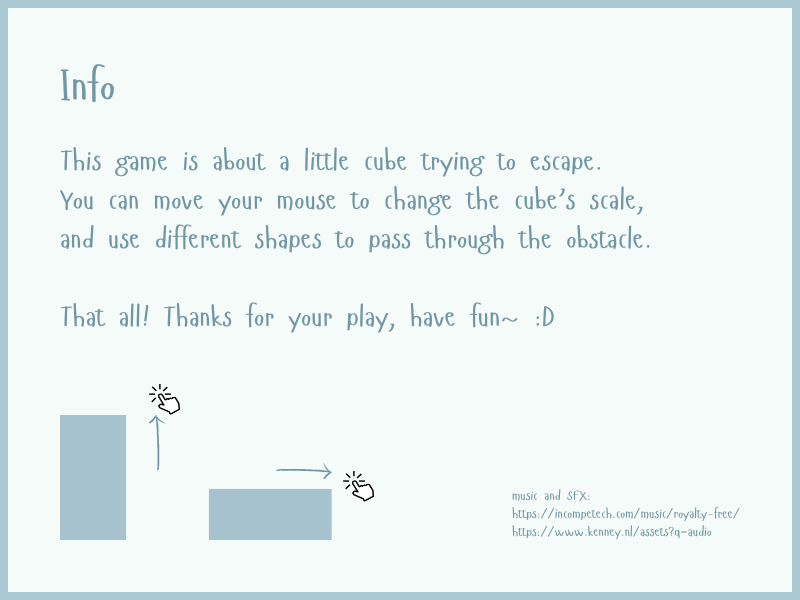 Info
This game is about a little cube trying to escape.
You can move your mouse to change the cube's scale,
and use different shapes to pass through the obstacle.
That all! Thanks for your play, have fun~ :D
music and SFX:
https://incompetech.com/music/royalty-free/
https://www.kenney.nl/assets?q=audio